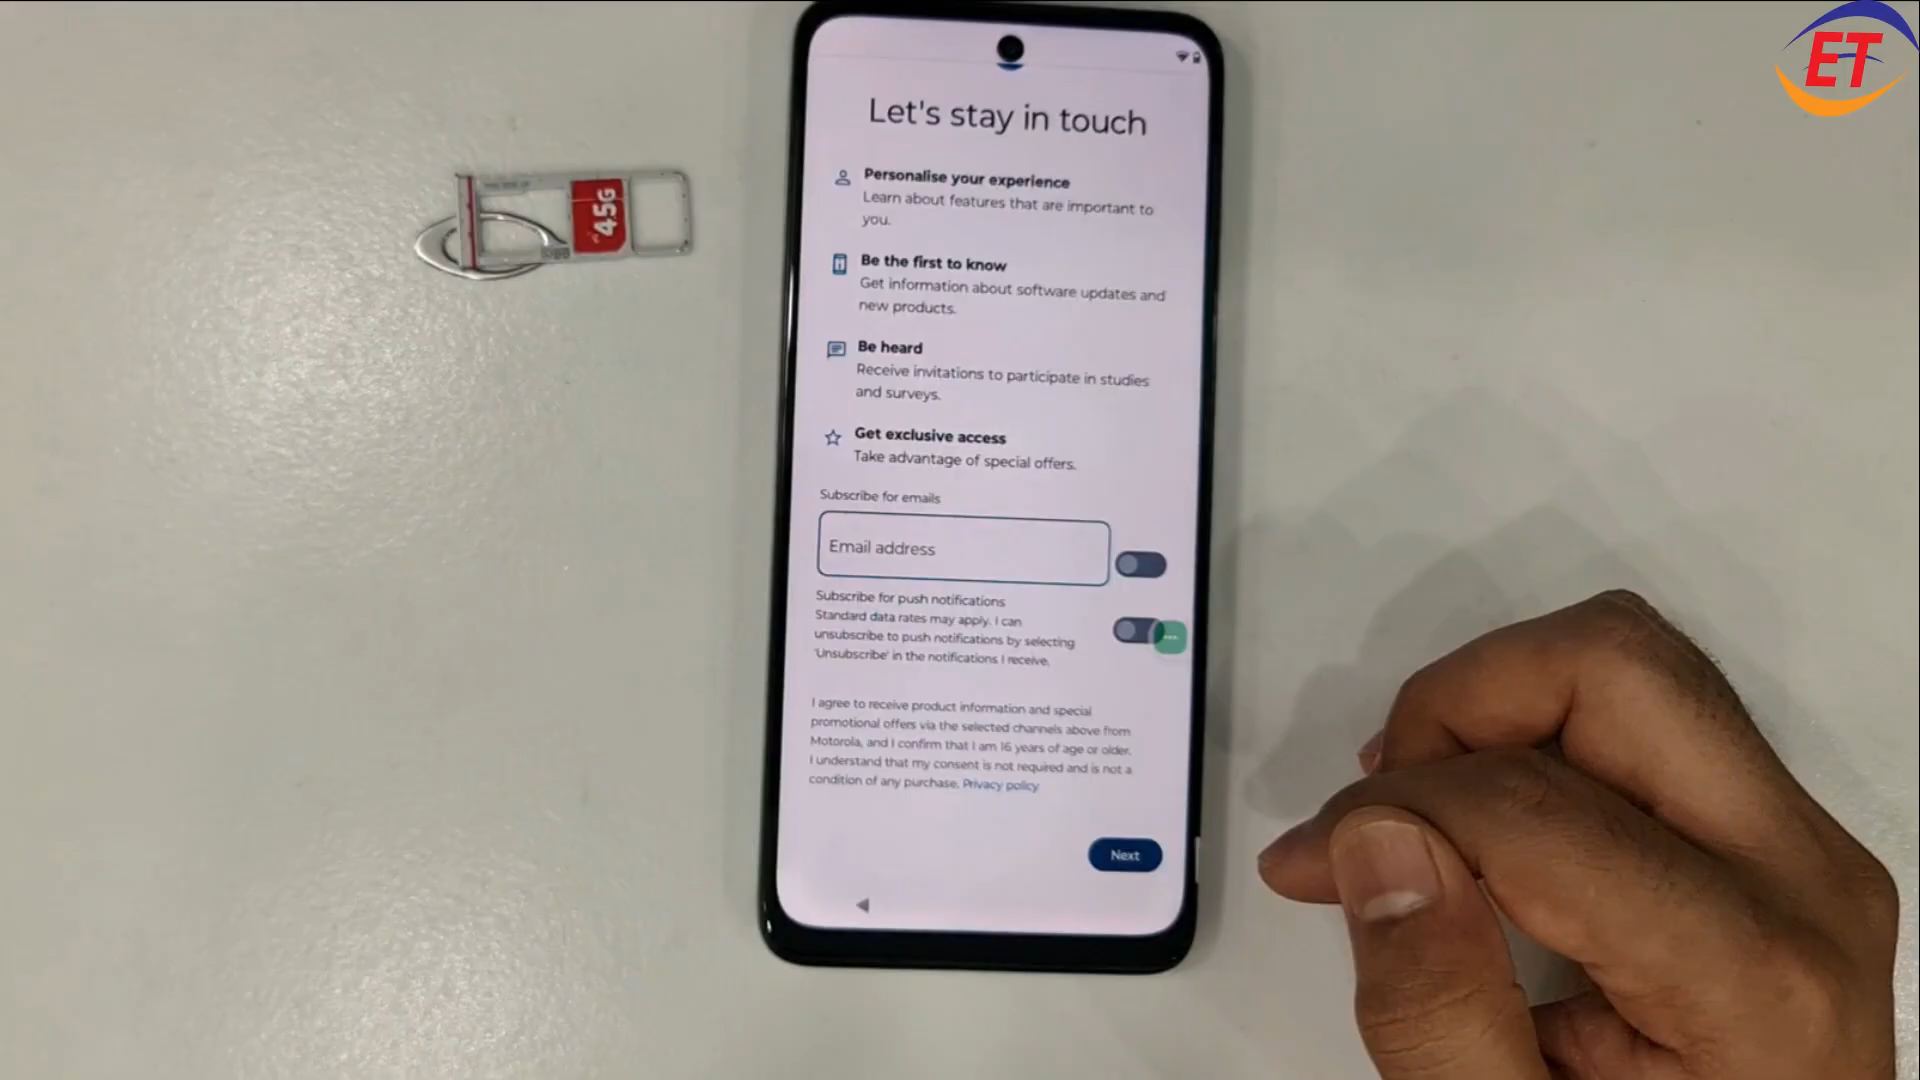 ET
Let's stay in touch
Personalise your experience
Learn about features that are important to
you.
Be the first to know
Get information about software updates and
new products.
Be heard
Receive invitations to participate in studies
and surveys.
Get exclusive access
Take advantage of special offers.
Subscribe for emails
Email address
Subscribe for push notifications
Standard data rates may apply. I can
unsubscribe to push notifications by selecting
'Unsubscribe' in the notifications I receive.
I agree to receive product information and special
promotional offers via the selected channels above from
Motorola, and I confirm that I am 16 years of age or older.
I understand that my consent is not required and is not a
condition of any purchase. Privacy policy
Next
4.5G